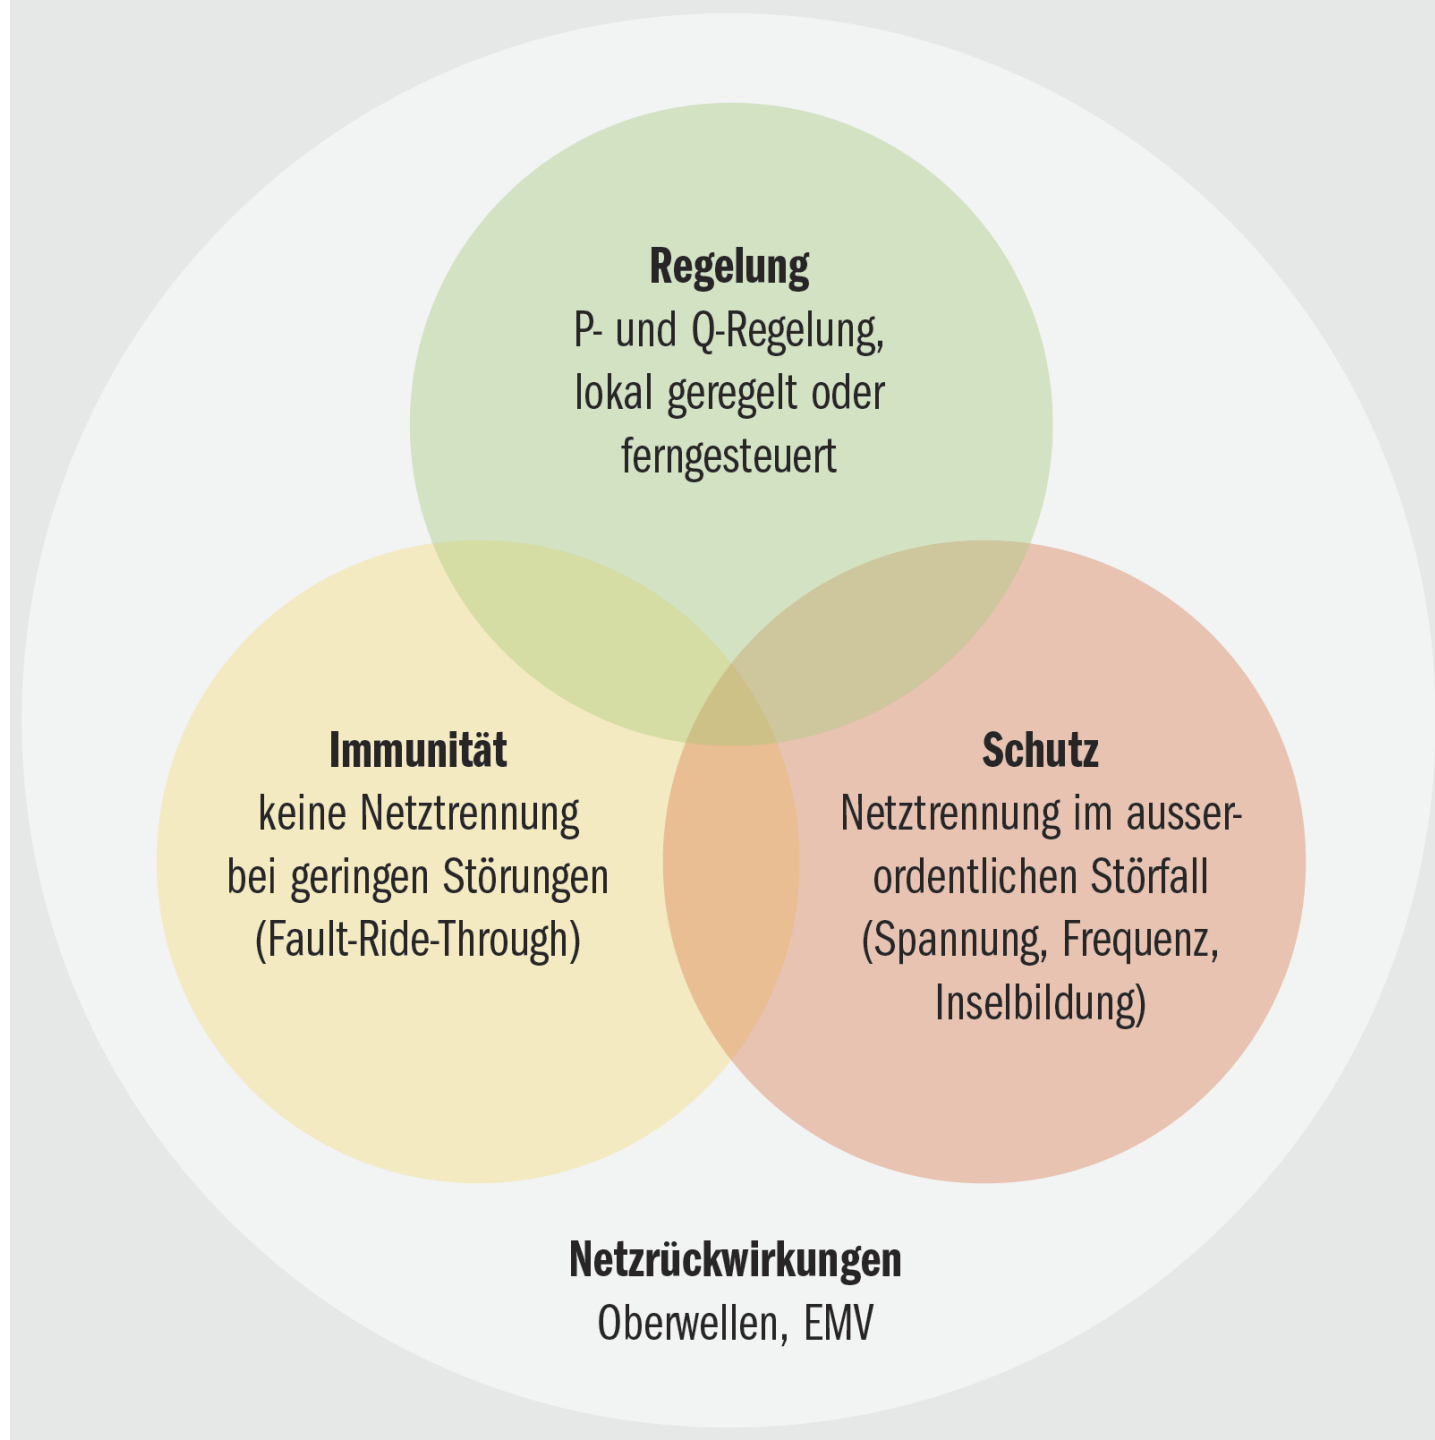 Regelung
P- und Q-Regelung,
lokal geregelt oder
ferngesteuert
Immunität
keine Netztrennung
bei geringen Störungen
(Fault-Ride-Through)
Schutz
Netztrennung im ausser-
ordentlichen Störfall
(Spannung, Frequenz,
Inselbildung)
Netzrückwirkungen
Oberwellen, EMV